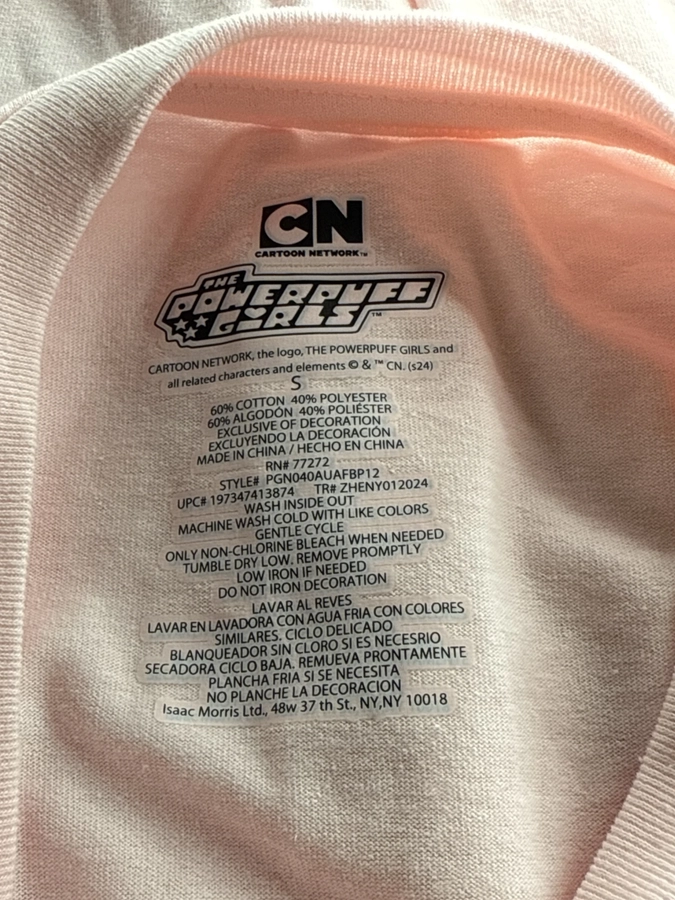 CN
CARTOON NETWORK™
THE
POWERPUFF
GIRLS™
CARTOON NETWORK, the logo, THE POWERPUFF GIRLS and
all related characters and elements © & ™ CN. (s24)
S
60% COTTON 40% POLYESTER
60% ALGODÓN 40% POLIÉSTER
EXCLUSIVE OF DECORATION
EXCLUYENDO LA DECORACIÓN
MADE IN CHINA / HECHO EN CHINA
RN# 77272
STYLE# PGN040AUAFBP12
UPC# 197347413874 TR# ZHENY012024
WASH INSIDE OUT
MACHINE WASH COLD WITH LIKE COLORS
GENTLE CYCLE
ONLY NON-CHLORINE BLEACH WHEN NEEDED
TUMBLE DRY LOW. REMOVE PROMPTLY
LOW IRON IF NEEDED
DO NOT IRON DECORATION
LAVAR AL REVES
LAVAR EN LAVADORA CON AGUA FRIA CON COLORES
SIMILARES. CICLO DELICADO
BLANQUEADOR SIN CLORO SI ES NECESRIO
SECADORA CICLO BAJA. REMUEVA PRONTAMENTE
PLANCHA FRIA SI SE NECESITA
NO PLANCHE LA DECORACION
Isaac Morris Ltd., 48w 37 th St., NY,NY 10018